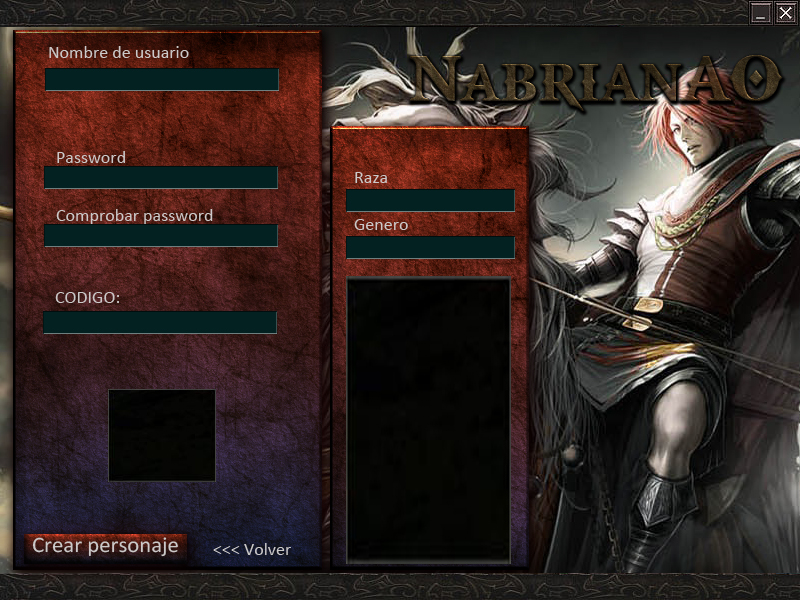 Nombre de usuario
NABRIANAO
Password
Comprobar password
CODIGO:
Raza
Genero
Crear personaje
<<< Volver